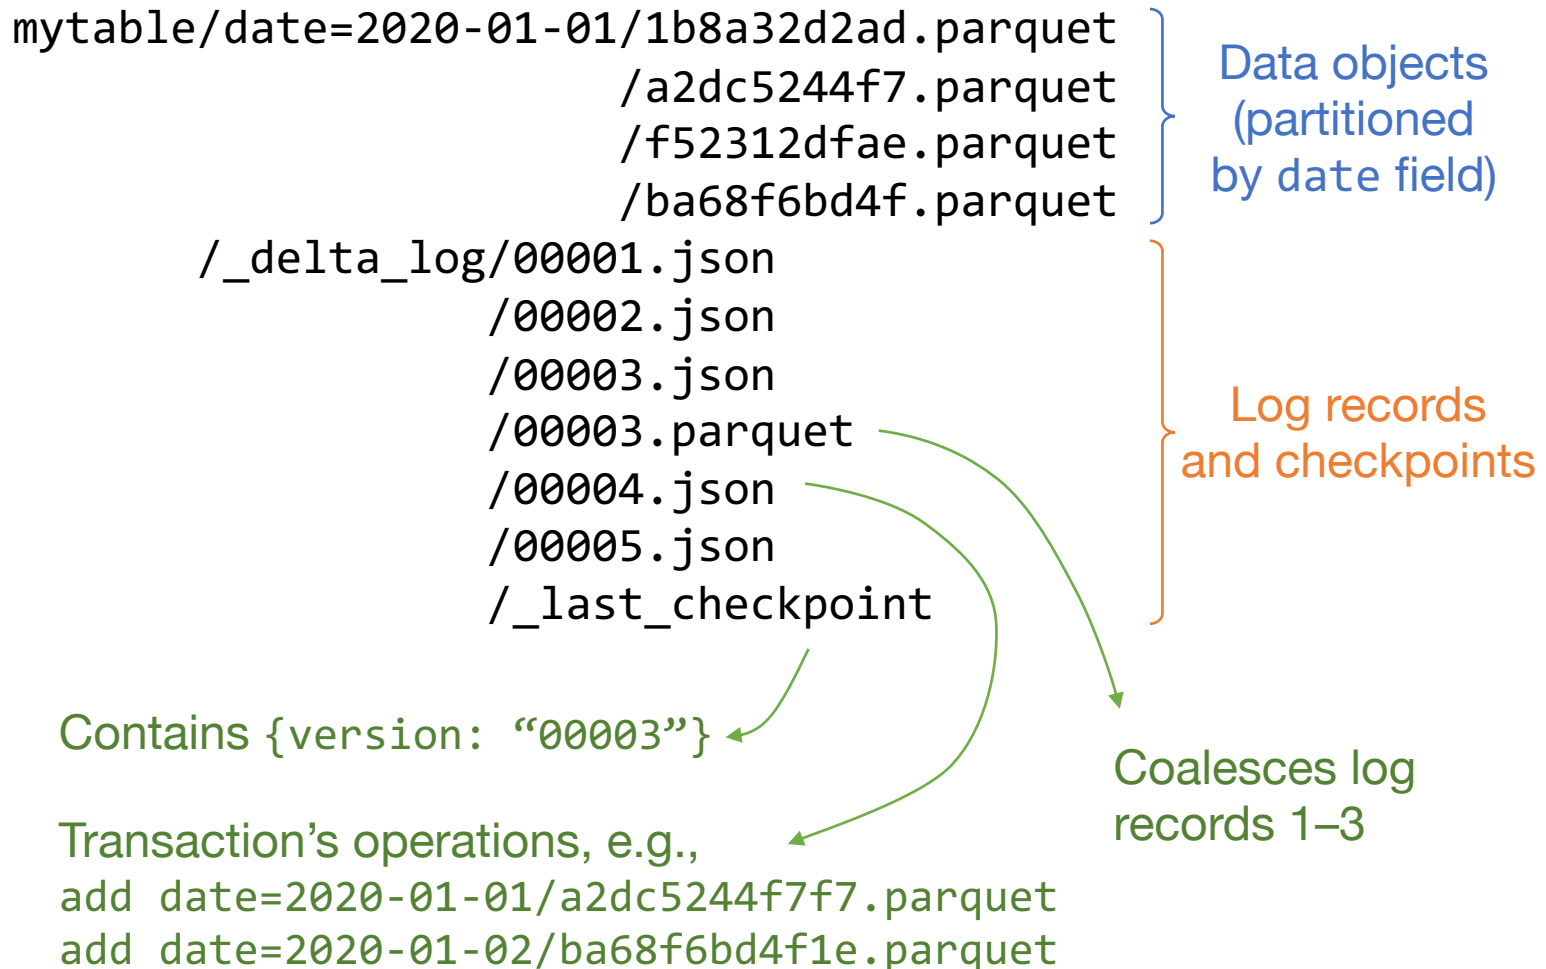 mytable/date=2020-01-01/1b8a32d2ad.parquet
/a2dc5244f7.parquet
/f52312dfae.parquet
/ba68f6bd4f.parquet
/_delta_log/00001.json
/00002.json
/00003.json
/00003.parquet
/00004.json
/00005.json
/_last_checkpoint
Data objects
(partitioned
by date field)
Log records
and checkpoints
Contains {version: “00003”}
Coalesces log
records 1–3
Transaction’s operations, e.g.,
add date=2020-01-01/a2dc5244f7f7.parquet
add date=2020-01-02/ba68f6bd4f1e.parquet